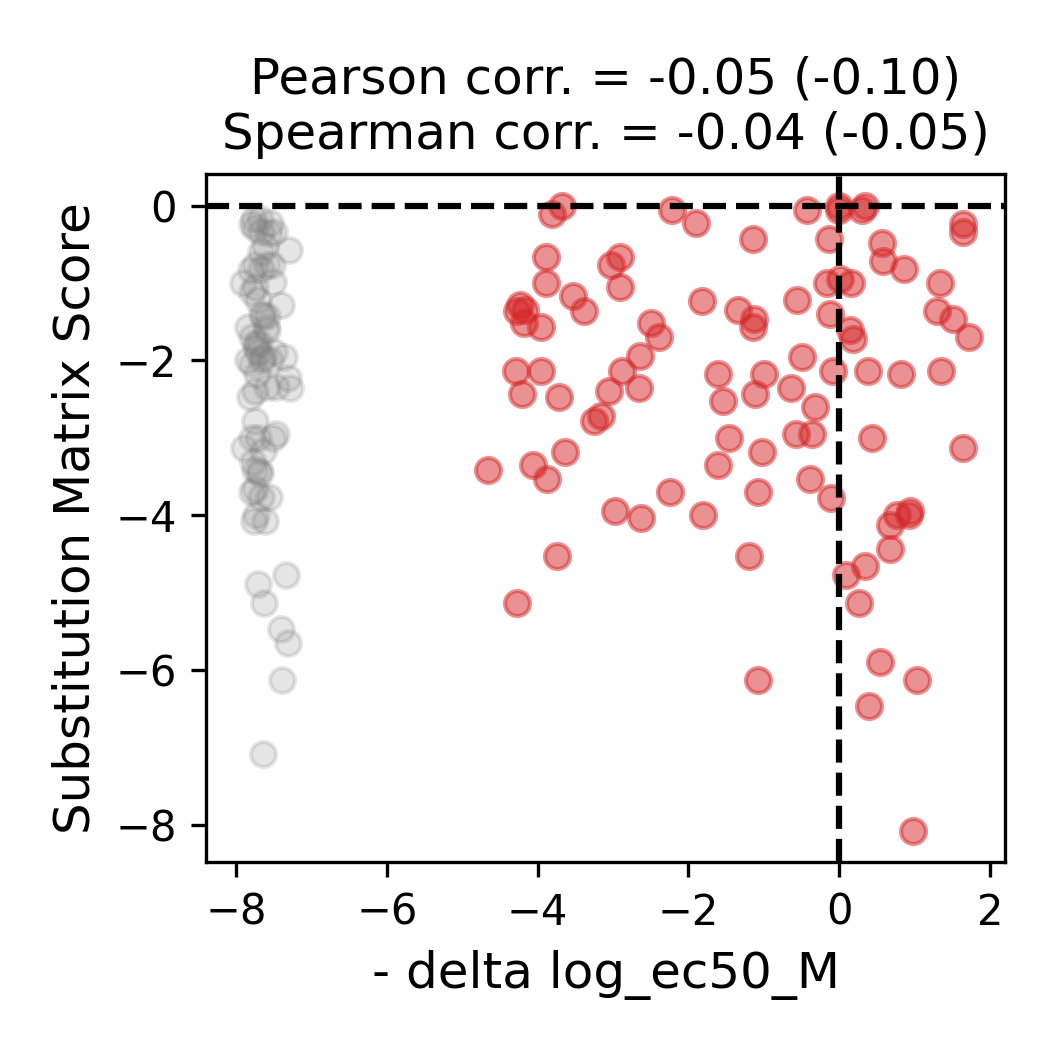 Pearson corr. = -0.05 (-0.10)
Spearman corr. = -0.04 (-0.05)
Substitution Matrix Score
0
−2
−4
−6
−8
−8
−6
−4
−2
0
2
- delta log_ec50_M